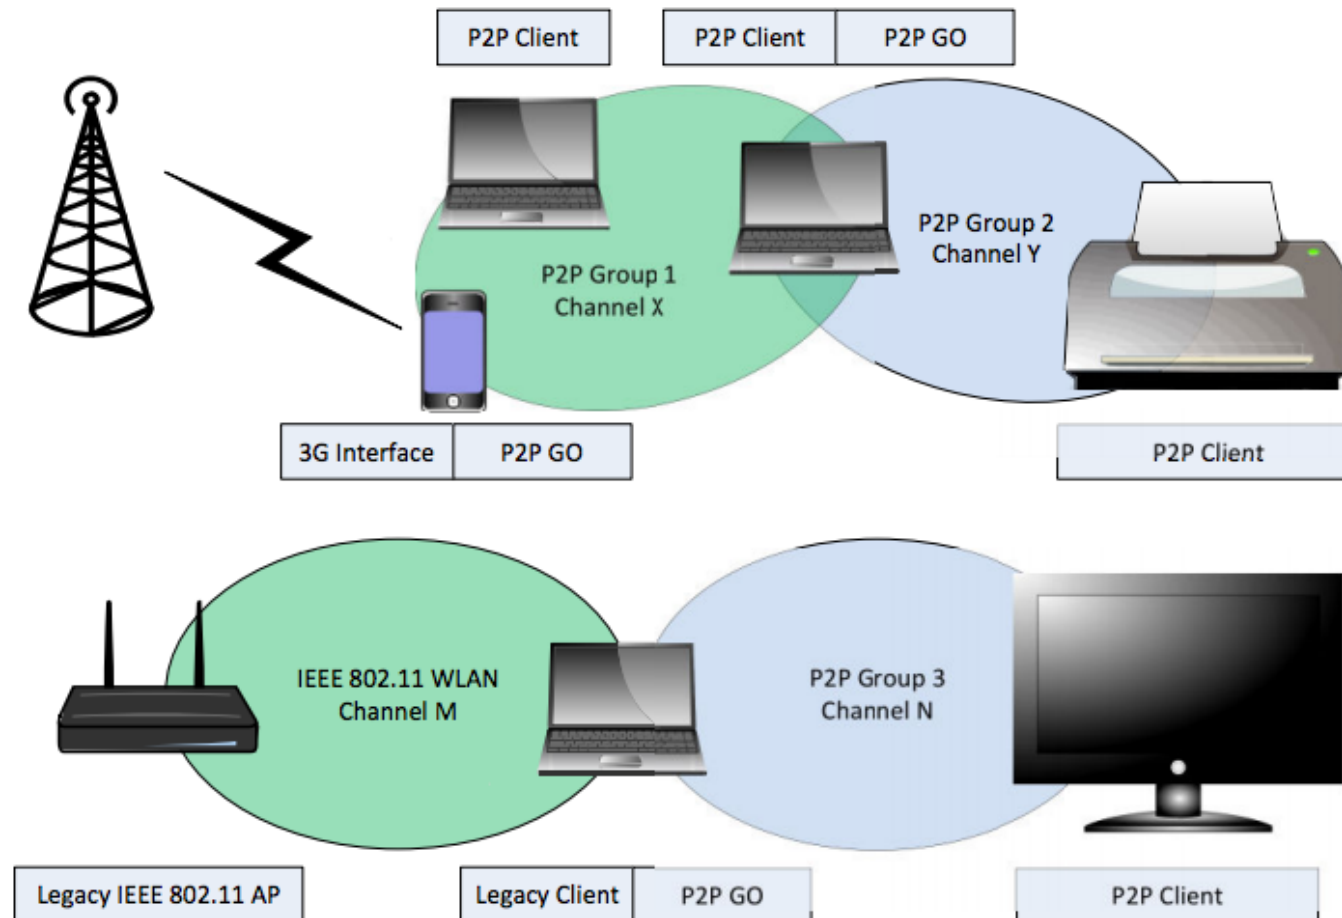 P2P Client
P2P Client
P2P GO
P2P Group 1
Channel X
P2P Group 2
Channel Y
3G Interface
P2P GO
P2P Client
IEEE 802.11 WLAN
Channel M
P2P Group 3
Channel N
Legacy IEEE 802.11 AP
Legacy Client
P2P GO
P2P Client